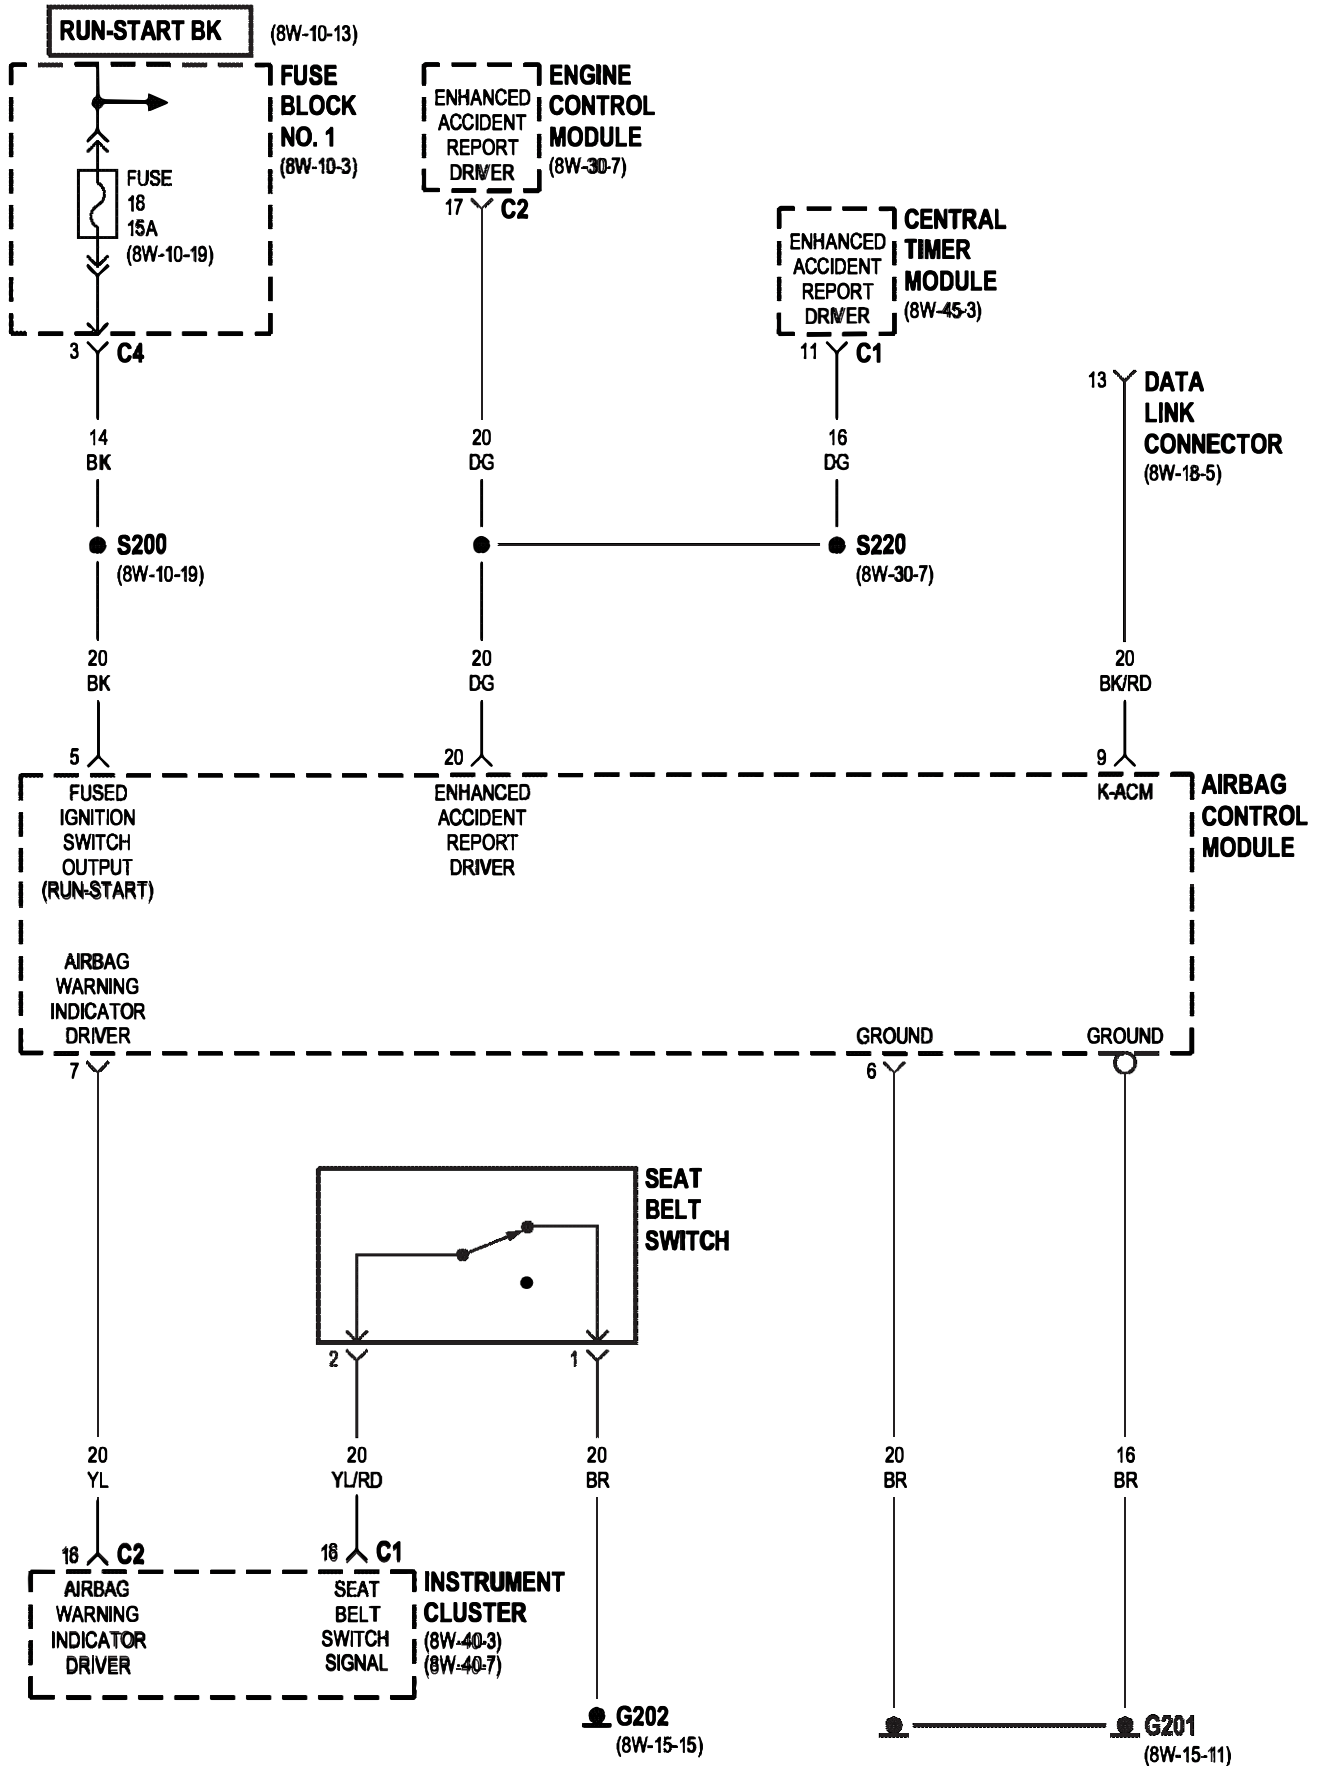 RUN-START BK
(8W-10-13)
FUSE
BLOCK
NO. 1
(8W-10-3)
FUSE
18
15A
(8W-10-19)
3
C4
14
BK
S200
(8W-10-19)
20
BK
5
ENHANCED
ACCIDENT
REPORT
DRIVER
ENGINE
CONTROL
MODULE
(8W-30-7)
17
C2
20
DG
20
DG
20
ENHANCED
ACCIDENT
REPORT
DRIVER
CENTRAL
TIMER
MODULE
(8W-45-3)
11
C1
16
DG
S220
(8W-30-7)
13
DATA
LINK
CONNECTOR
(8W-18-5)
20
BK/RD
9
FUSED
IGNITION
SWITCH
OUTPUT
(RUN-START)
ENHANCED
ACCIDENT
REPORT
DRIVER
K-ACM
AIRBAG
CONTROL
MODULE
AIRBAG
WARNING
INDICATOR
DRIVER
GROUND
GROUND
7
6
SEAT
BELT
SWITCH
2
1
20
YL
20
YL/RD
20
BR
20
BR
16
BR
C2
C1
AIRBAG
WARNING
INDICATOR
DRIVER
SEAT
BELT
SWITCH
SIGNAL
INSTRUMENT
CLUSTER
(8W-40-3)
(8W-40-7)
G202
(8W-15-15)
G201
(8W-15-11)